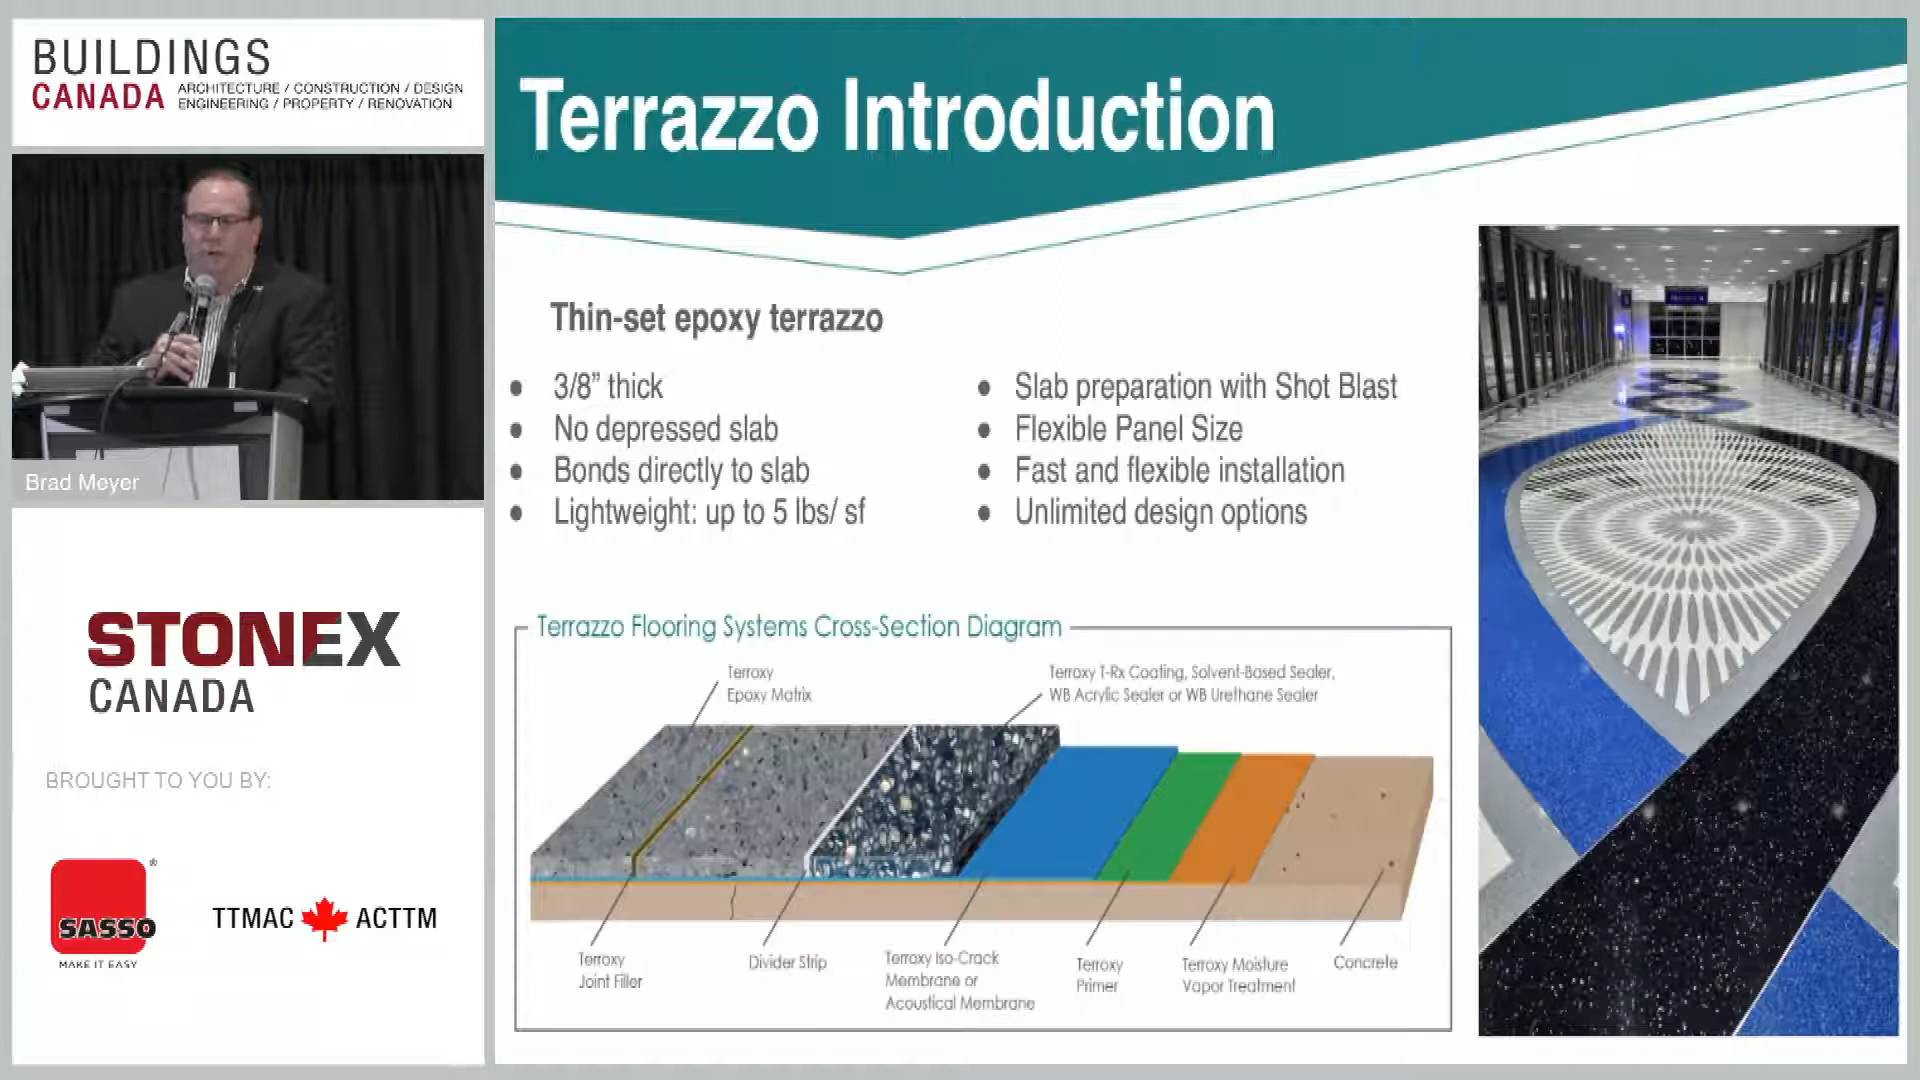 BUILDINGS
CANADA
ARCHITECTURE / CONSTRUCTION / DESIGN
ENGINEERING / PROPERTY / RENOVATION
Brad Meyer
STONEX
CANADA
BROUGHT TO YOU BY:
SASSO
®
MAKE IT EASY
TTMAC ACTTM
Terrazzo Introduction
Thin-set epoxy terrazzo
● 3/8” thick
● No depressed slab
● Bonds directly to slab
● Lightweight: up to 5 lbs/ sf
● Slab preparation with Shot Blast
● Flexible Panel Size
● Fast and flexible installation
● Unlimited design options
Terrazzo Flooring Systems Cross-Section Diagram
Terroxy
Epoxy Matrix
Terroxy T-Rx Coating, Solvent-Based Sealer,
WB Acrylic Sealer or WB Urethane Sealer
Terroxy
Joint Filler
Divider Strip
Terroxy Iso-Crack
Membrane or
Acoustical Membrane
Terroxy
Primer
Terroxy Moisture
Vapor Treatment
Concrete